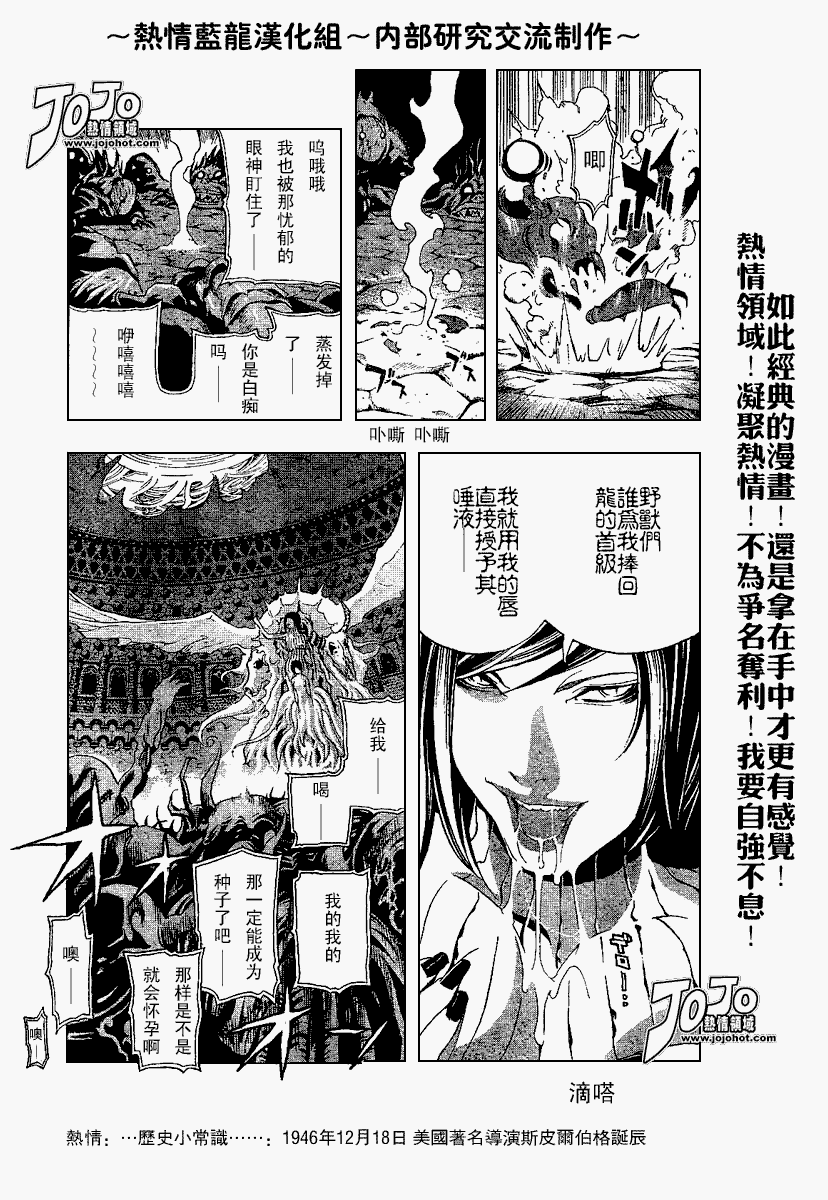 ～熱情藍龍漢化組～内部研究交流制作～
JoJo
熱情領域
www.jojohot.com
唧
卟嘶 卟嘶
ブス
ブス
呜哦哦
我也被那忧郁的
眼神盯住了——
蒸发掉
了——
你是白痴
吗——
咿嘻嘻嘻
～～～～
如此經典的漫畫！還是拿在手中才更有感覺！
熱情領域！凝聚熱情！不為爭名奪利！我要自強不息！
野獸們
誰爲我捧回
龍的首級
我就用我的唇
直接授予其
唾液——
デロー：
滴嗒
给我——
喝——
我的我的
那一定能成为
种子了吧——
那样是不是
就会怀孕啊
噢——
噢—
JoJo
熱情領域
www.jojohot.com
熱情：…歷史小常識……：1946年12月18日 美國著名導演斯皮爾伯格誕辰